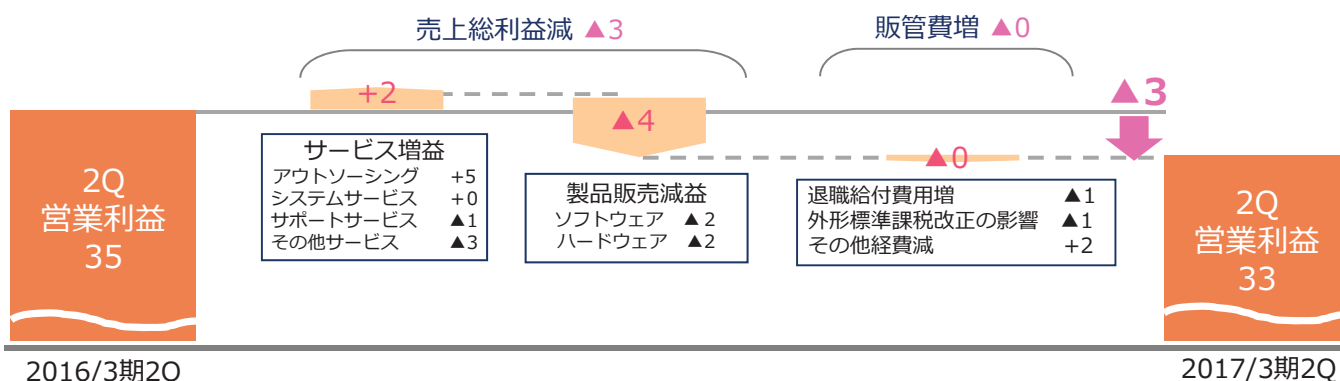 売上総利益減 ▲3
販管費増 ▲0
+2
▲4
▲0
▲3
2Q
営業利益
35
サービス増益
アウトソーシング +5
システムサービス +0
サポートサービス ▲1
その他サービス ▲3
製品販売減益
ソフトウェア ▲2
ハードウェア ▲2
退職給付費用増 ▲1
外形標準課税改正の影響 ▲1
その他経費減 +2
2Q
営業利益
33
2016/3期2Q
2017/3期2Q